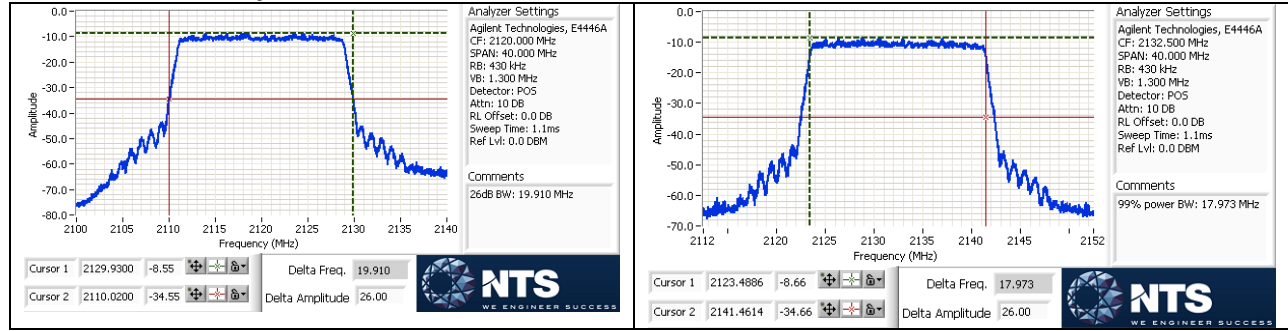 0.0
-10.0
-20.0
-30.0
-40.0
-50.0
-60.0
-70.0
-80.0
Amplitude
2100 2105 2110 2115 2120 2125 2130 2135 2140
Frequency (MHz)
Analyzer Settings
Agilent Technologies, E4446A
CF: 2120.000 MHz
SPAN: 40.000 MHz
RB: 430 kHz
VB: 1.300 MHz
Detector: POS
Attn: 10 DB
RL Offset: 0.0 DB
Sweep Time: 1.1ms
Ref Lvl: 0.0 DBM
Comments
26dB BW: 19.910 MHz
Cursor 1 2129.9300 -8.55
Cursor 2 2110.0200 -34.55
Delta Freq. 19.910
Delta Amplitude 26.00
NTS
WE ENGINEER SUCCESS
0.0
-10.0
-20.0
-30.0
-40.0
-50.0
-60.0
-70.0
Amplitude
2112 2120 2125 2130 2135 2140 2145 2152
Frequency (MHz)
Analyzer Settings
Agilent Technologies, E4446A
CF: 2132.500 MHz
SPAN: 40.000 MHz
RB: 430 kHz
VB: 1.300 MHz
Detector: POS
Attn: 10 DB
RL Offset: 0.0 DB
Sweep Time: 1.1ms
Ref Lvl: 0.0 DBM
Comments
99% power BW: 17.973 MHz
Cursor 1 2123.4886 -8.66
Cursor 2 2141.4614 -34.66
Delta Freq. 17.973
Delta Amplitude 26.00
NTS
WE ENGINEER SUCCESS